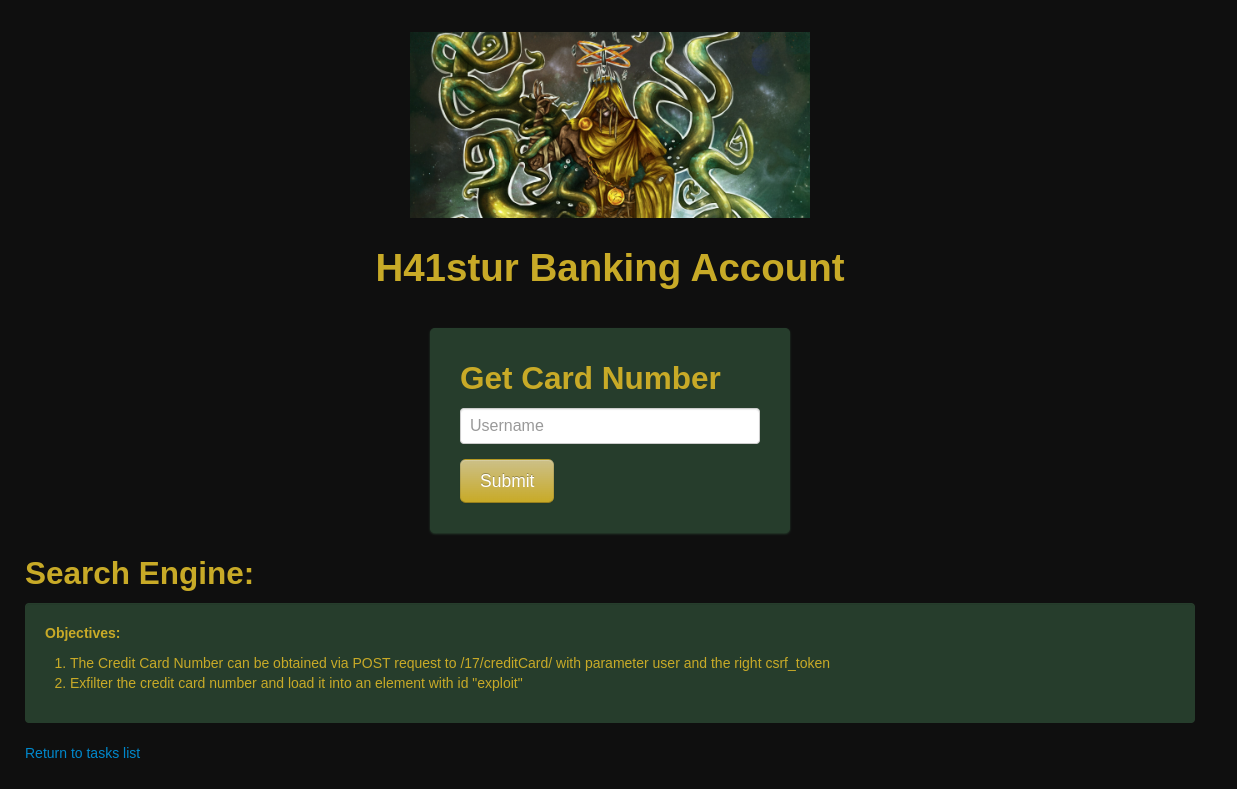 H41stur Banking Account
Get Card Number
Username
Submit
Search Engine:
Objectives:
1. The Credit Card Number can be obtained via POST request to /17/creditCard/ with parameter user and the right csrf_token
2. Exfilter the credit card number and load it into an element with id "exploit"
Return to tasks list